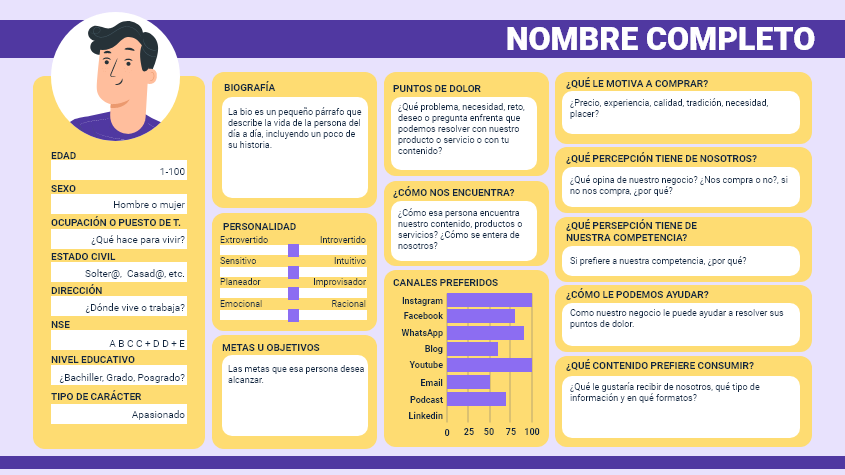 NOMBRE COMPLETO
EDAD
1-100
SEXO
Hombre o mujer
OCUPACIÓN O PUESTO DE T.
¿Qué hace para vivir?
ESTADO CIVIL
Solter@,  Casad@, etc.
DIRECCIÓN
¿Dónde vive o trabaja?
NSE
A B C C + D D + E
NIVEL EDUCATIVO
¿Bachiller, Grado, Posgrado?
TIPO DE CARÁCTER
Apasionado
BIOGRAFÍA
La bio es un pequeño párrafo que
describe la vida de la persona del
día a día, incluyendo un poco de
su historia.
PERSONALIDAD
Extrovertido Introvertido
Sensitivo Intuitivo
Planeador Improvisador
Emocional Racional
METAS U OBJETIVOS
Las metas que esa persona desea
alcanzar.
PUNTOS DE DOLOR
¿Qué problema, necesidad, reto,
deseo o pregunta enfrenta que
podemos resolver con nuestro
producto o servicio o con tu
contenido?
¿CÓMO NOS ENCUENTRA?
¿Cómo esa persona encuentra
nuestro contenido, productos o
servicios? ¿Cómo se entera de
nosotros?
CANALES PREFERIDOS
Instagram
Facebook
WhatsApp
Blog
Youtube
Email
Podcast
Linkedin
0 25 50 75 100
¿QUÉ LE MOTIVA A COMPRAR?
¿Precio, experiencia, calidad, tradición, necesidad,
placer?
¿QUÉ PERCEPCIÓN TIENE DE NOSOTROS?
¿Qué opina de nuestro negocio? ¿Nos compra o no?, si
no nos compra, ¿por qué?
¿QUÉ PERSEPCIÓN TIENE DE
NUESTRA COMPETENCIA?
Si prefiere a nuestra competencia, ¿por qué?
¿CÓMO LE PODEMOS AYUDAR?
Como nuestro negocio le puede ayudar a resolver sus
puntos de dolor.
¿QUÉ CONTENIDO PREFIERE CONSUMIR?
¿Qué le gustaría recibir de nosotros, qué tipo de
información y en qué formatos?